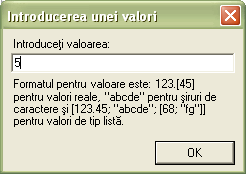 Introducerea unei valori
Introduceţi valoarea:
5
Formatul pentru valoare este: 123.[45]
pentru valori reale, "abcde" pentru şiruri de
caractere şi [123.45; "abcde"; [68; "fg"]]
pentru valori de tip listă.
OK